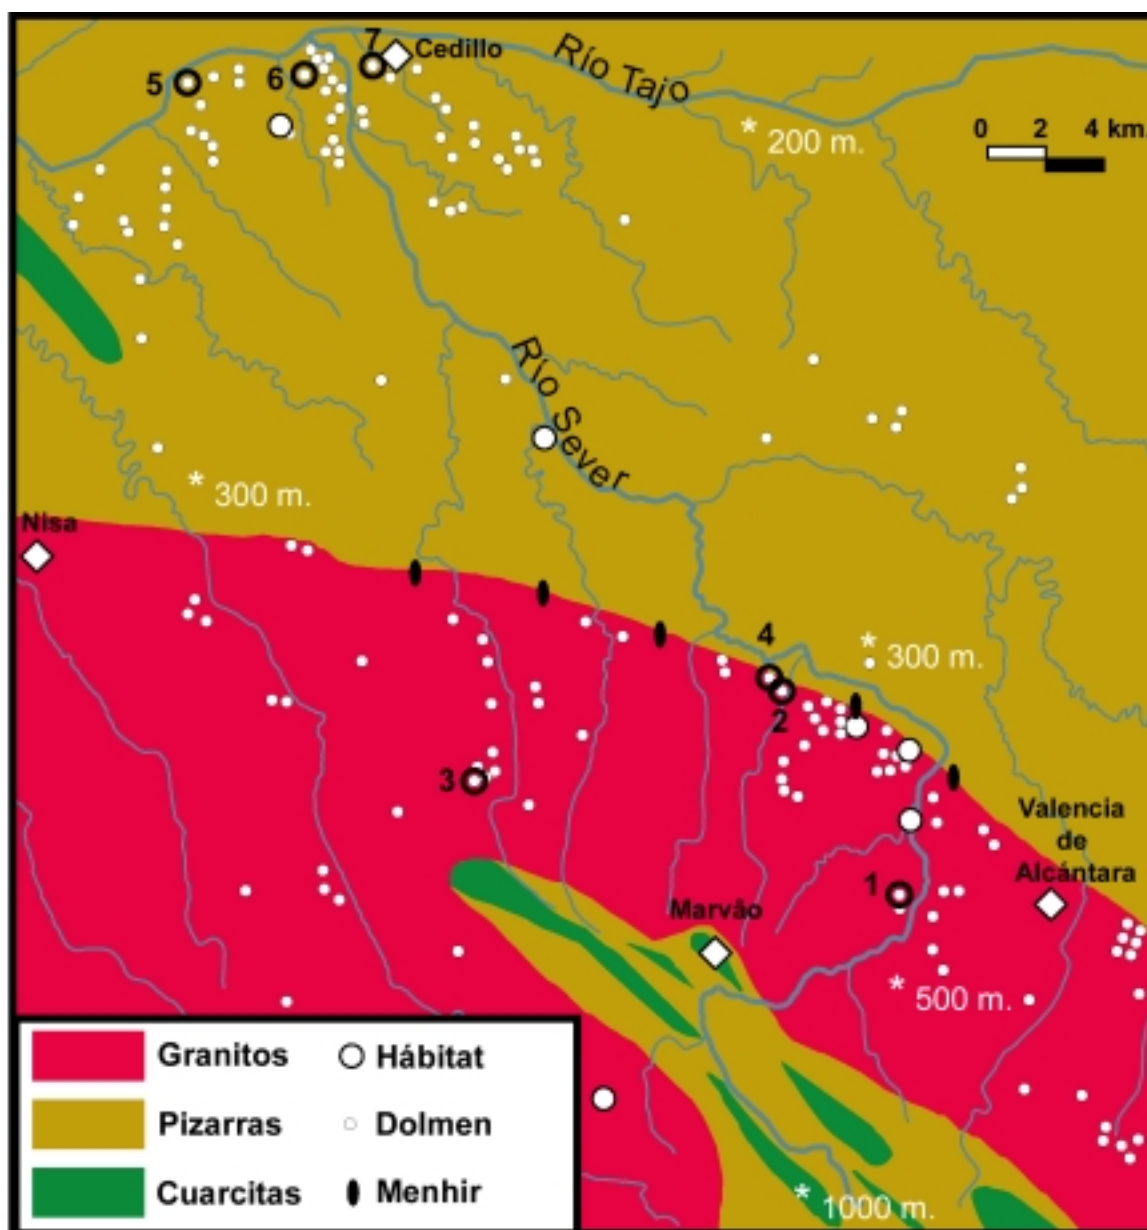 7
Cedillo
Río Tajo
5
6
0 2 4 km.
* 200 m.
Río Sever
* 300 m.
Nisa
4
* 300 m.
2
3
Valencia
de
Alcántara
1
Marvâo
* 500 m.
Granitos
Hábitat
Pizarras
Dolmen
Cuarcitas
Menhir
* 1000 m.